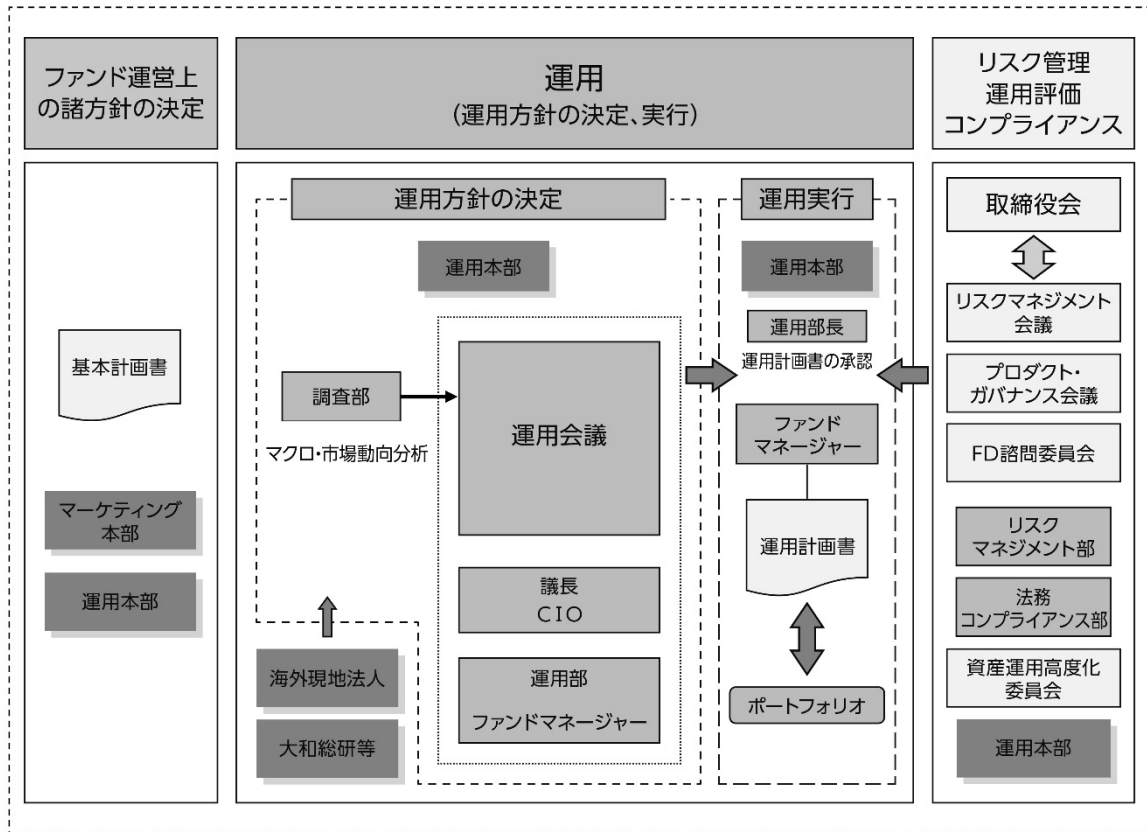 ファンド運営上
の諸方針の決定
基本計画書
マーケティング
本部
運用本部
運用
(運用方針の決定、実行)
運用方針の決定
運用本部
調査部
マクロ・市場動向分析
運用会議
議長
CIO
運用部
ファンドマネージャー
海外現地法人
大和総研等
運用実行
運用本部
運用部長
運用計画書の承認
ファンド
マネージャー
運用計画書
ポートフォリオ
リスク管理
運用評価
コンプライアンス
取締役会
リスクマネジメント
会議
プロダクト・
ガバナンス会議
FD諮問委員会
リスク
マネジメント部
法務
コンプライアンス部
資産運用高度化
委員会
運用本部